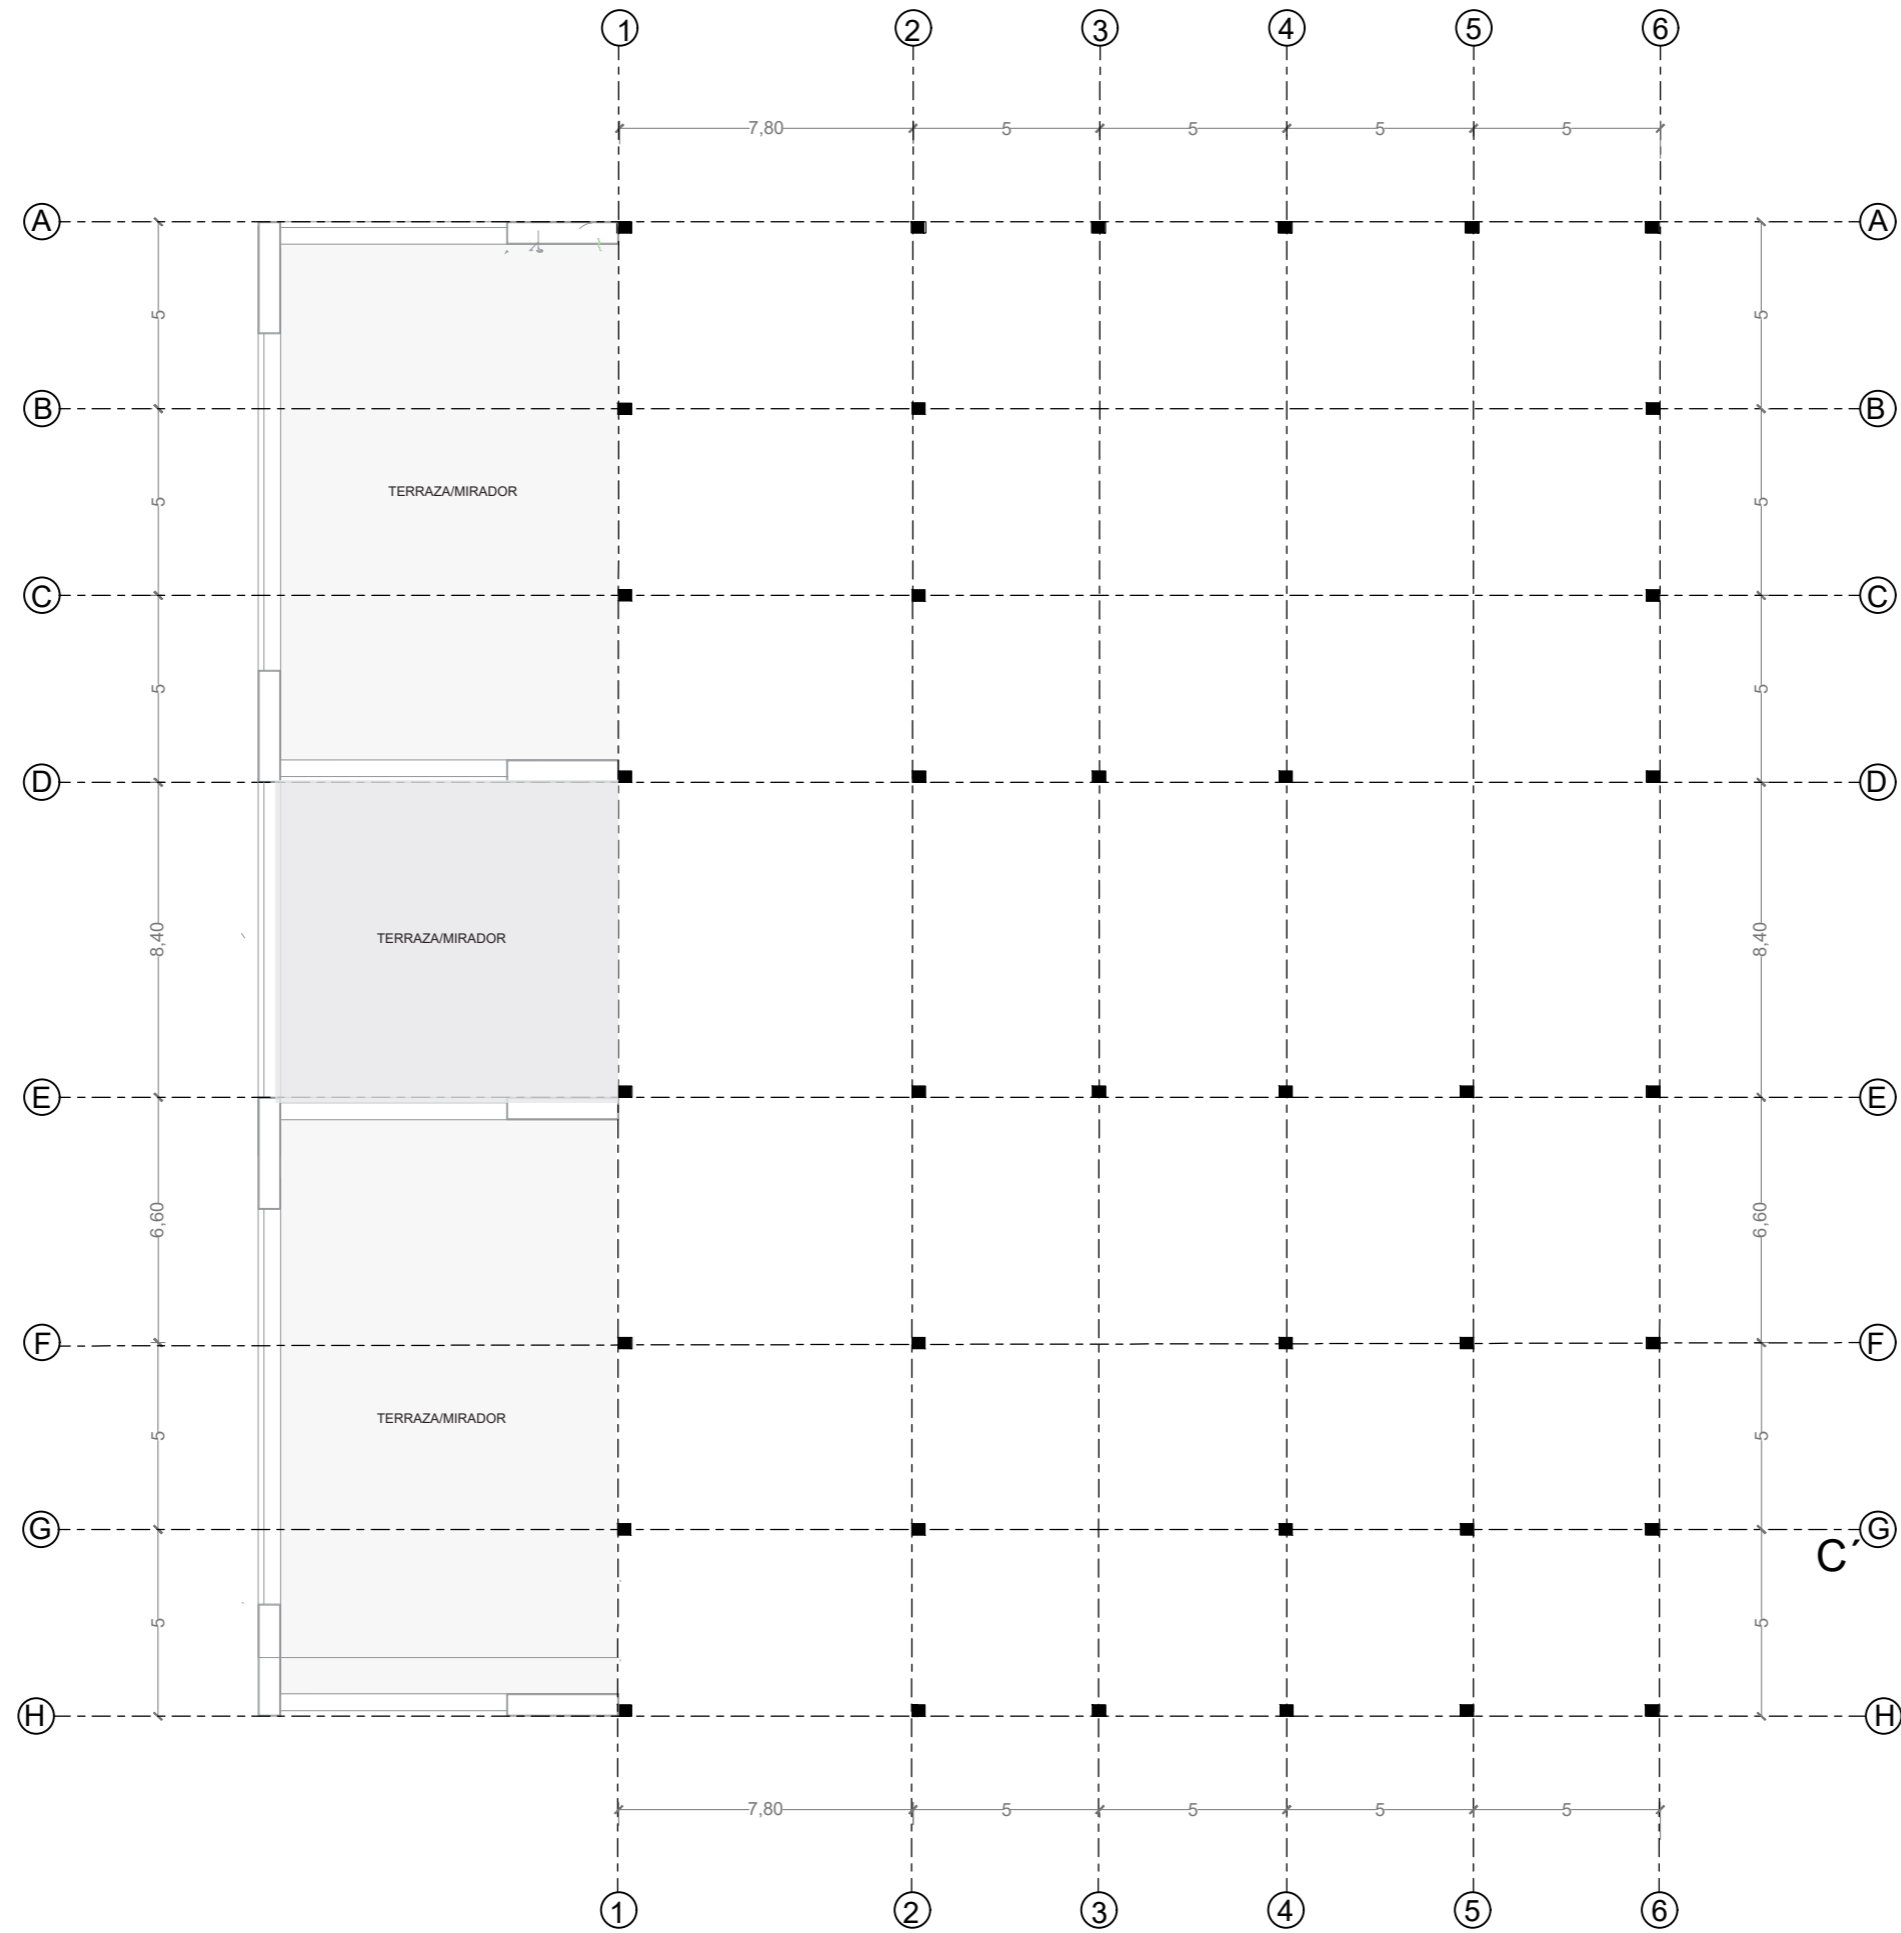 1 2 3 4 5 6
7,80 5 5 5 5
A A
5 5
B B
5 TERRAZA/MIRADOR 5
C C
5 5
D D
8,40 TERRAZA/MIRADOR 8,40
E E
6,60 6,60
F F
5 TERRAZA/MIRADOR 5
G G
C´
5 5
H H
7,80 5 5 5 5
1 2 3 4 5 6